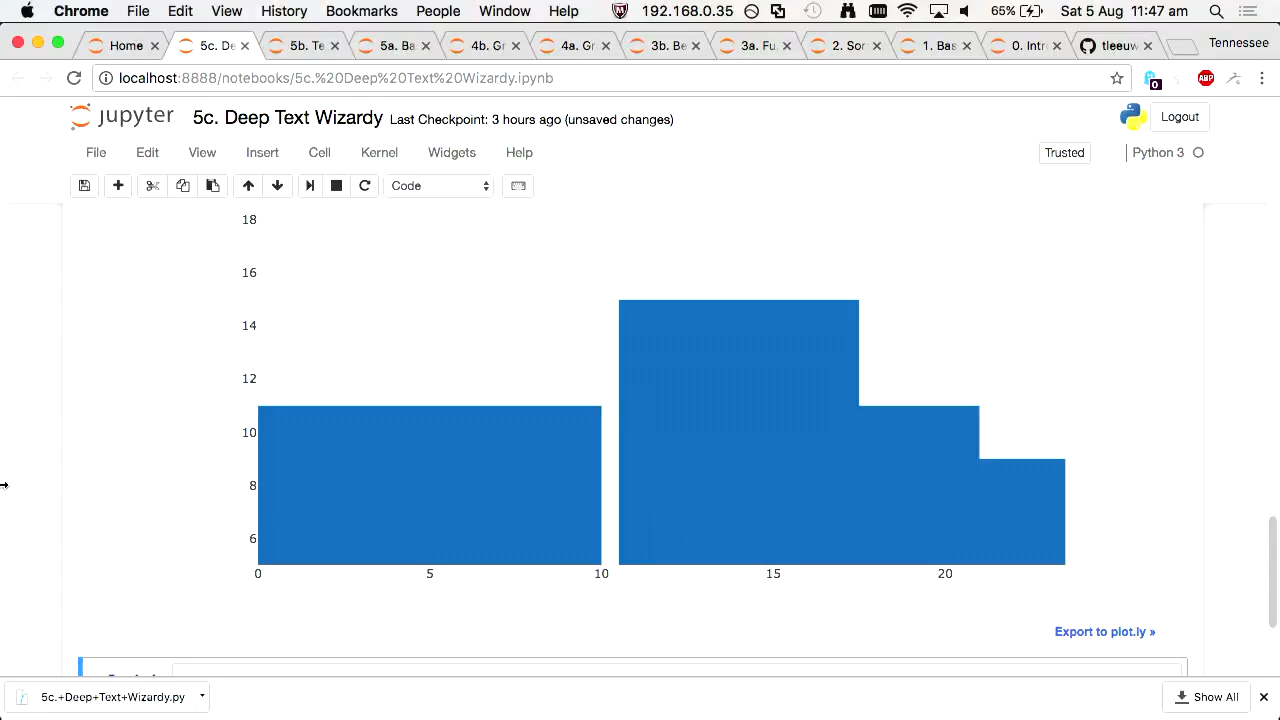 Chrome File Edit View History Bookmarks People Window Help 192.168.0.35 65% Sat 5 Aug 11:47 am
Home 5c. De 5b. Te 5a. Ba 4b. Gr 4a. Gr 3b. Be 3a. Fu 2. Sor 1. Bas 0. Intr tleeuw Tennessee
localhost:8888/notebooks/5c.%20Deep%20Text%20Wizardy.ipynb ABP 0
jupyter 5c. Deep Text Wizardy Last Checkpoint: 3 hours ago (unsaved changes) Logout
File Edit View Insert Cell Kernel Widgets Help Trusted Python 3
Code
18
16
14
12
10
8
6
0 5 10 15 20
Export to plot.ly »
5c.+Deep+Text+Wizardy.py Show All